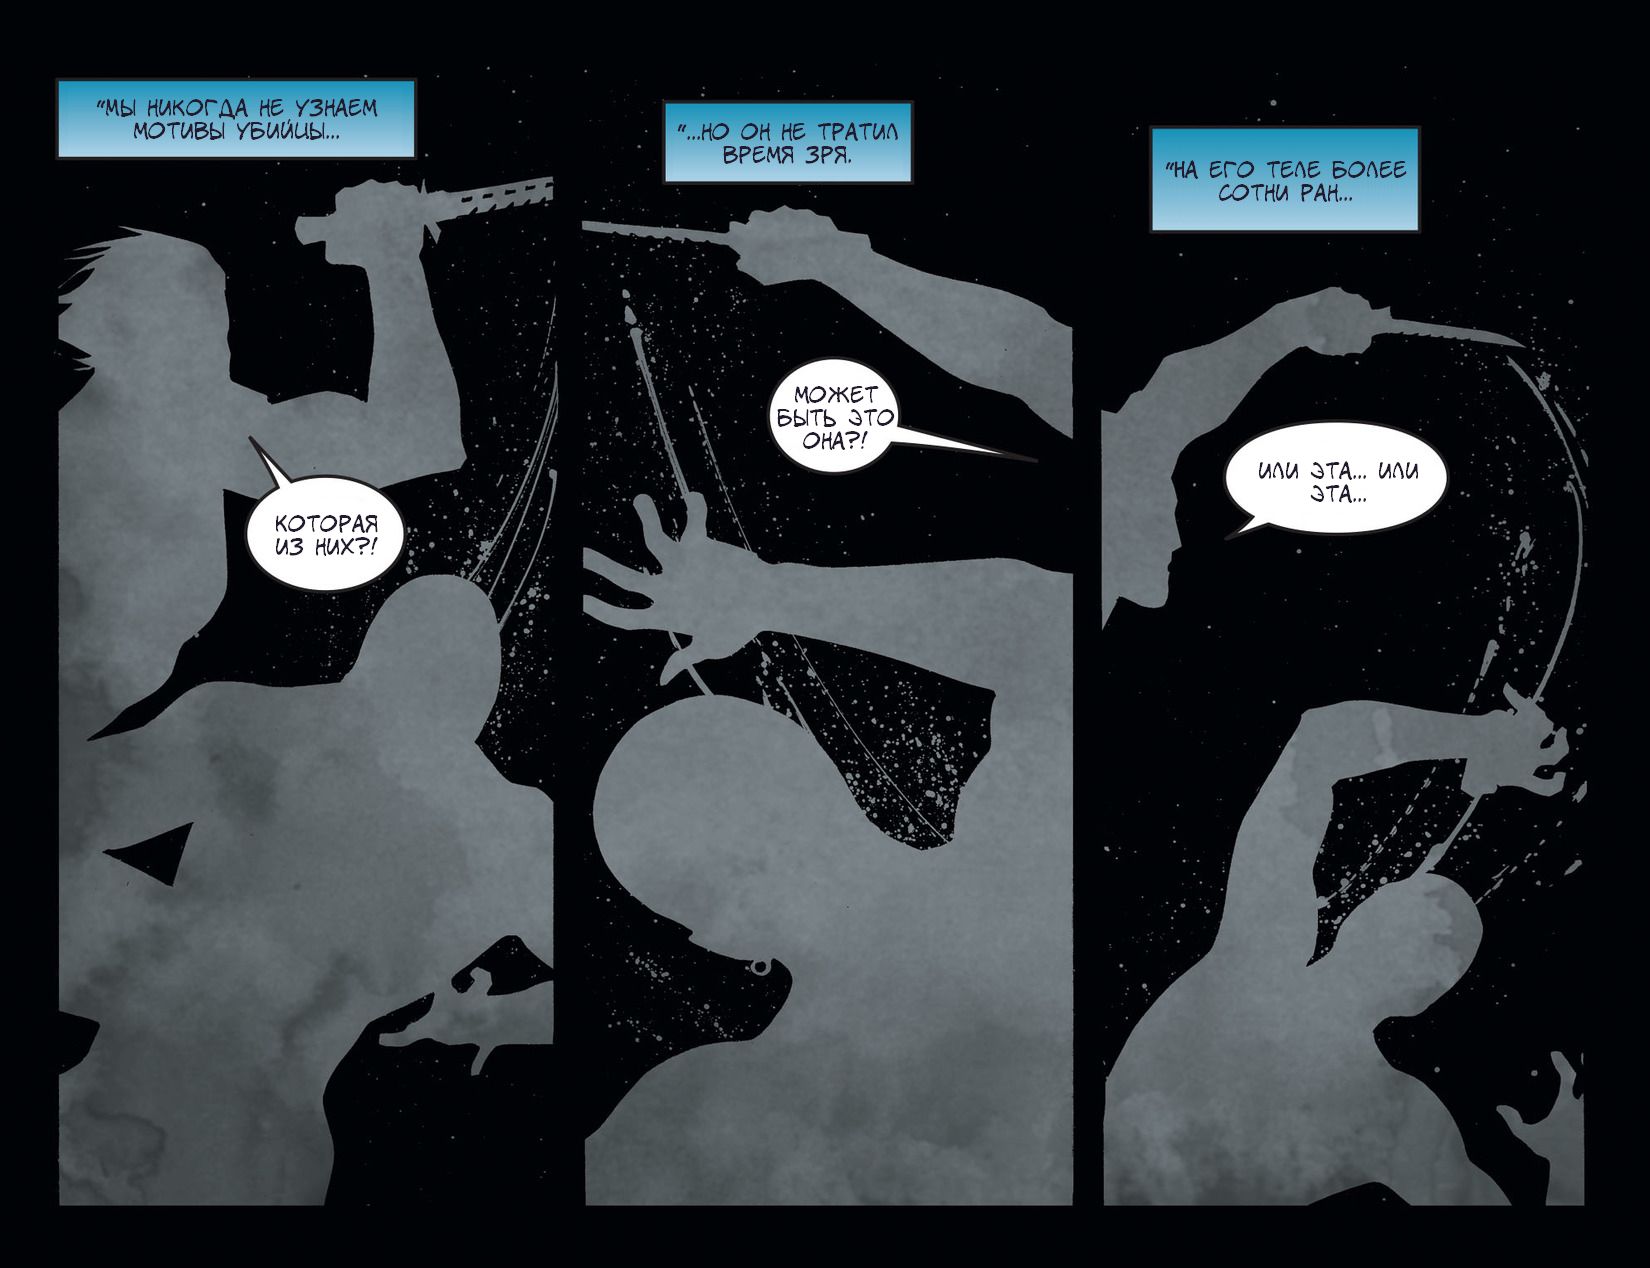 "МЫ НИКОГДА НЕ УЗНАЕМ
МОТИВЫ УБИЙЦЫ...
КОТОРАЯ
ИЗ НИХ?!
"...НО ОН НЕ ТРАТИЛ
ВРЕМЯ ЗРЯ.
МОЖЕТ
БЫТЬ ЭТО
ОНА?!
"НА ЕГО ТЕЛЕ БОЛЕЕ
СОТНИ РАН...
ИЛИ ЭТА... ИЛИ
ЭТА...